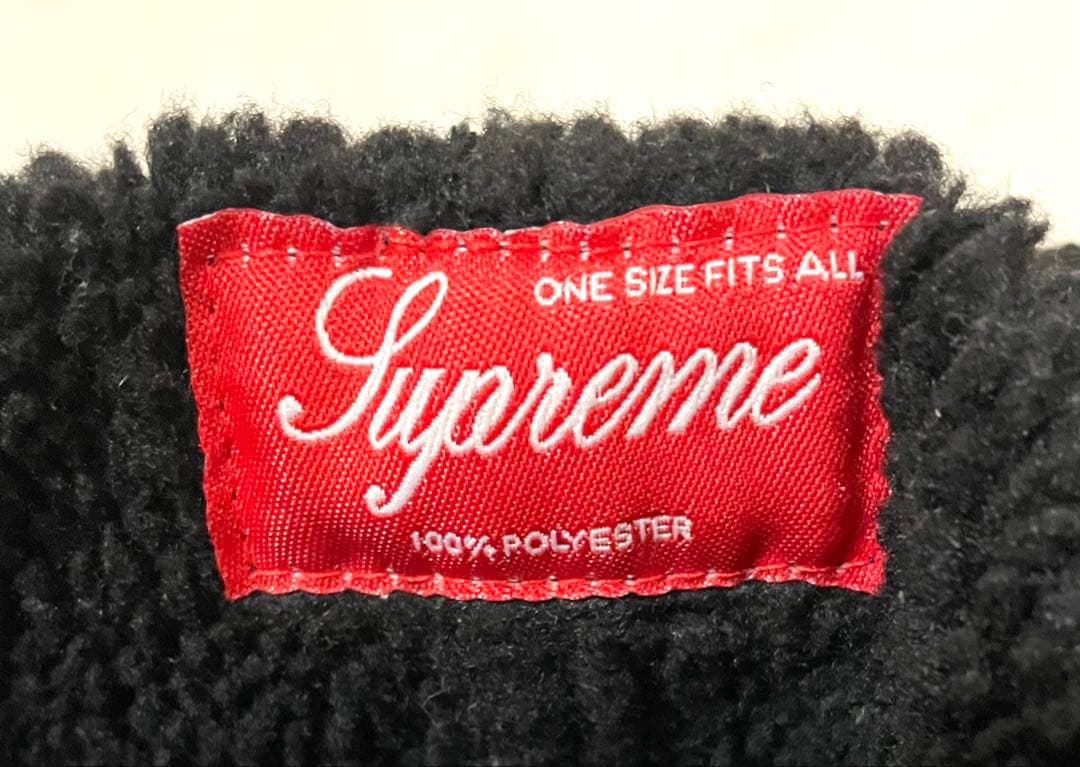 ONE SIZE FITS ALL
Supreme
100% POLYESTER